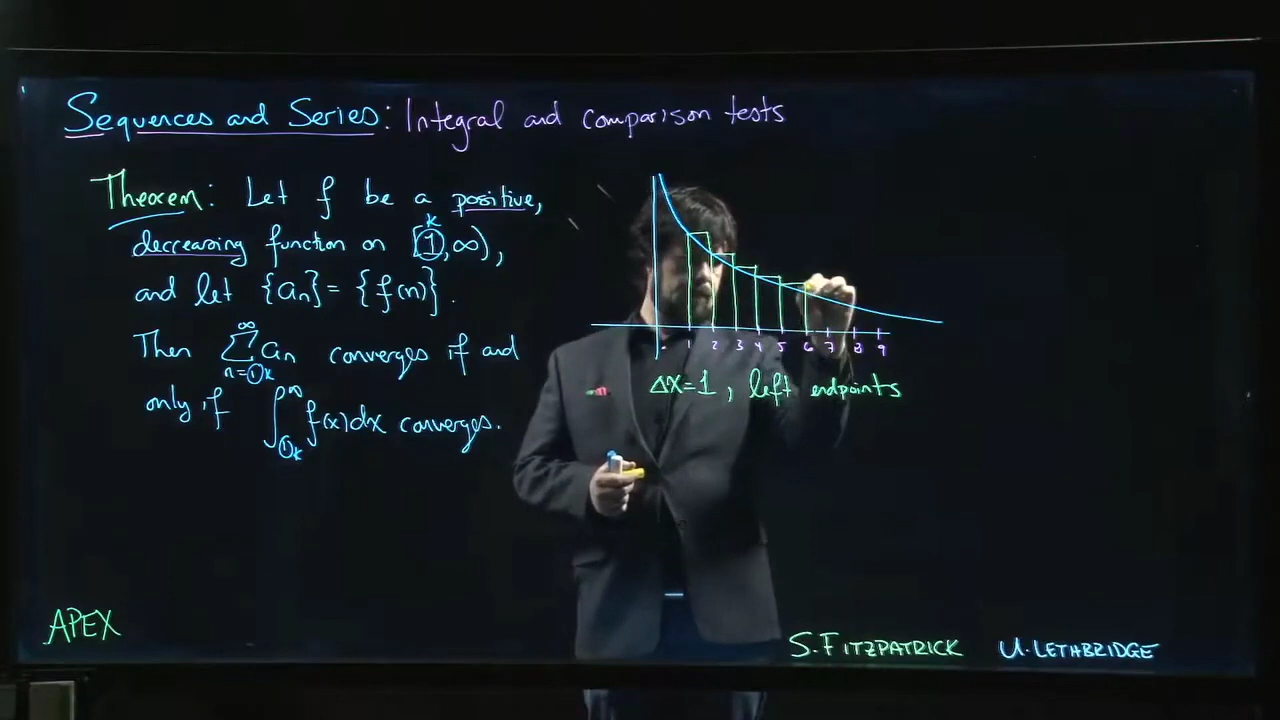 Sequences and Series: Integral and comparison tests
Theorem: Let f be a positive,
k
decreasing function on [1,∞),
and let {an} = {f(n)}.
Then ∑ an converges if and
∞
n=1k
only if ∫ f(x)dx converges.
∞
1k
1 2 3 4 5 6 7 8 9
Δx=1, left endpoints
APEX
S. FITZPATRICK U. LETHBRIDGE